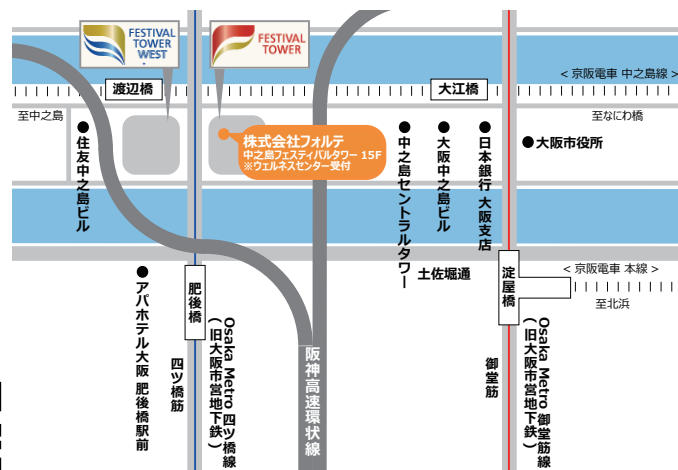 FESTIVAL
TOWER
WEST
FESTIVAL
TOWER
< 京阪電車 中之島線 >
渡辺橋
大江橋
至中之島
至なにわ橋
株式会社フォルテ
中之島フェスティバルタワー 15F
※ウェルネスセンター受付
住友中之島ビル
中之島セントラルタワー
大阪中之島ビル
日本銀行 大阪支店
大阪市役所
土佐堀通
< 京阪電車 本線 >
至北浜
肥後橋
淀屋橋
アパホテル大阪 肥後橋駅前
四ツ橋筋
Osaka Metro 四ツ橋線
(旧大阪市営地下鉄)
阪神高速環状線
御堂筋
Osaka Metro 御堂筋線
(旧大阪市営地下鉄)